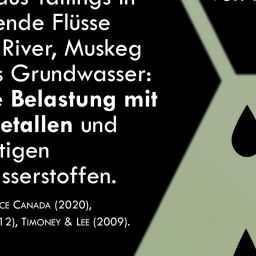 aus Tailings in
ende Flüsse
River, Muskeg
s Grundwasser:
e Belastung mit
etallen und
tigen
sserstoffen.
CE CANADA (2020),
12), TIMONEY & LEE (2009).